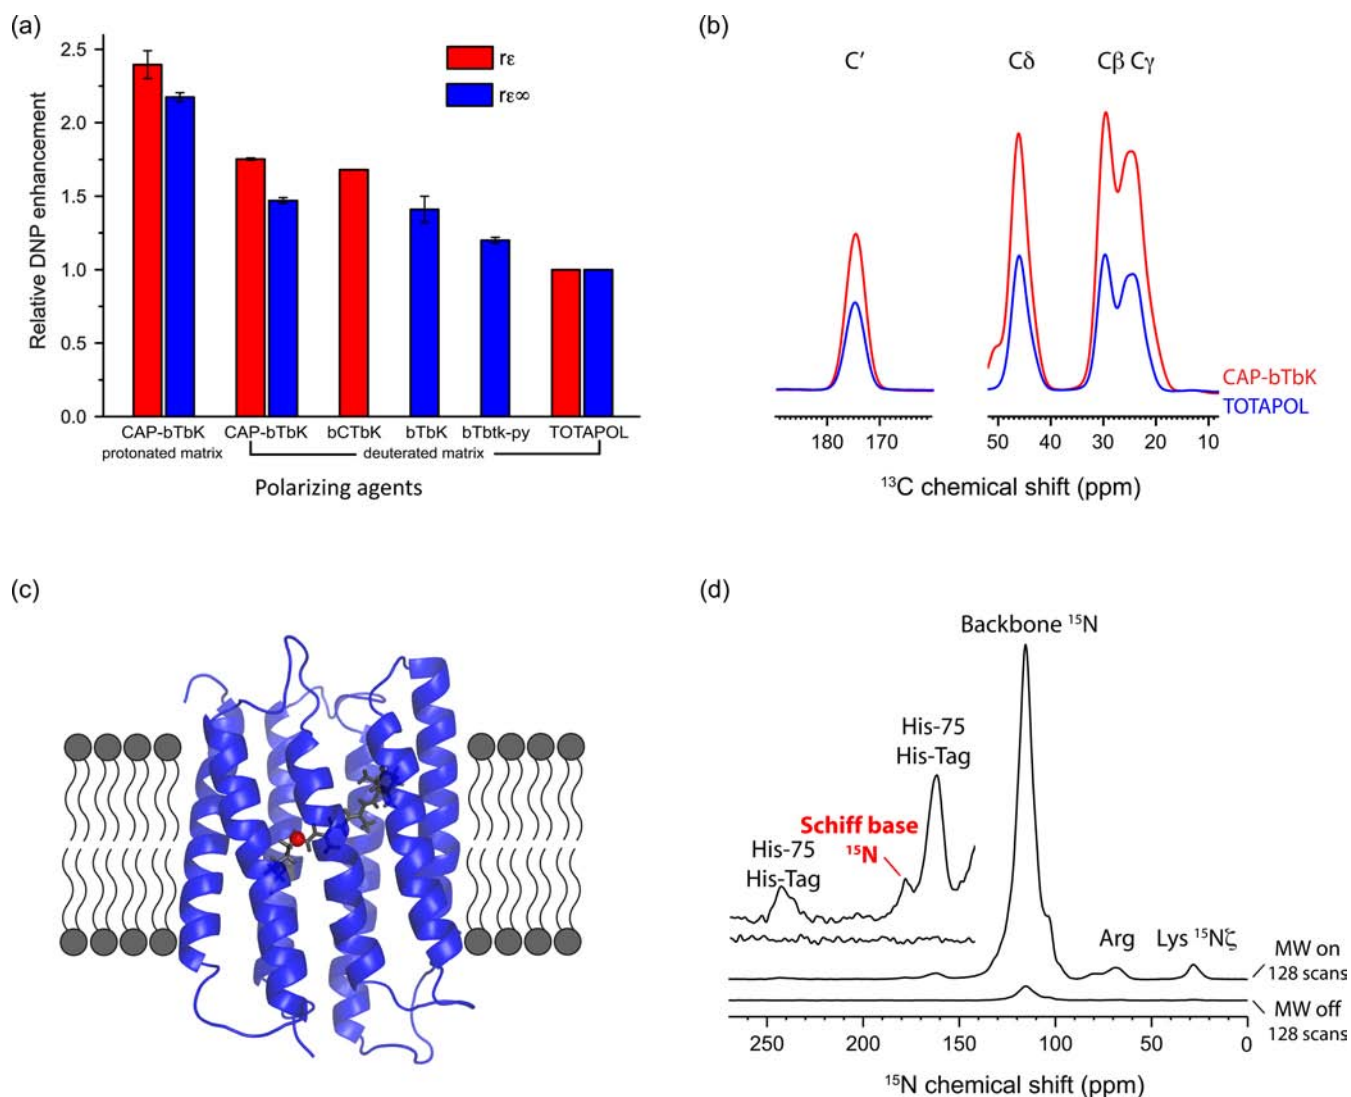 (a)
2.5
2.0
1.5
1.0
0.5
0.0
Relative DNP enhancement
rε
rε∞
CAP-bTbK
protonated matrix
CAP-bTbK
bCTbK
bTbK
bTbtk-py
TOTAPOL
deuterated matrix
Polarizing agents
(b)
C’
Cδ
Cβ Cγ
CAP-bTbK
TOTAPOL
180 170
52 40 30 20 10
¹³C chemical shift (ppm)
(c)
(d)
Backbone ¹⁵N
His-75
His-Tag
Schiff base
¹⁵N
His-75
His-Tag
Arg
Lys ¹⁵Nζ
MW on
128 scans
MW off
128 scans
250 200 150 100 50 0
¹⁵N chemical shift (ppm)